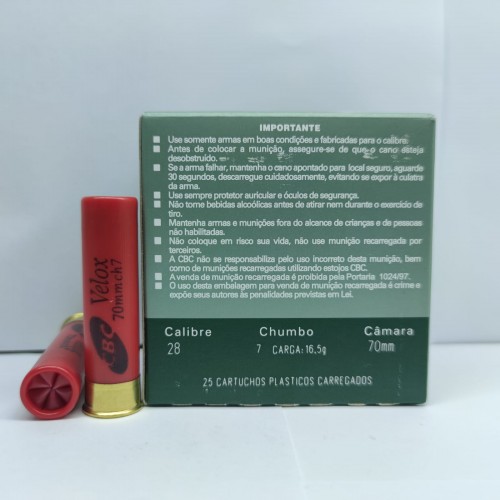 IMPORTANTE
Use somente armas em boas condições e fabricadas para o calibre.
Antes de colocar a munição, assegure-se de que o cano esteja
desobstruído.
Se a arma falhar, mantenha o cano apontado para local seguro, aguarde
30 segundos, descarregue cuidadosamente, evitando se expor à culatra
da arma.
Use sempre protetor auricular e óculos de segurança.
Não tome bebidas alcoólicas antes de atirar nem durante o exercício de
tiro.
Mantenha armas e munições fora do alcance de crianças e de pessoas
não habilitadas.
Não coloque em risco sua vida, não use munição recarregada por
terceiros.
A CBC não se responsabiliza pelo uso incorreto desta munição, bem
como de munições recarregadas utilizando estojos CBC.
A venda de munição recarregada é proibida pela Portaria 1024/97.
O uso desta embalagem para venda de munição recarregada é crime e
expõe seus autores às penalidades previstas em Lei.
Calibre Chumbo Câmara
28 7 CARGA: 16,5g 70mm
25 CARTUCHOS PLASTICOS CARREGADOS
CBC Velox
70mmch7